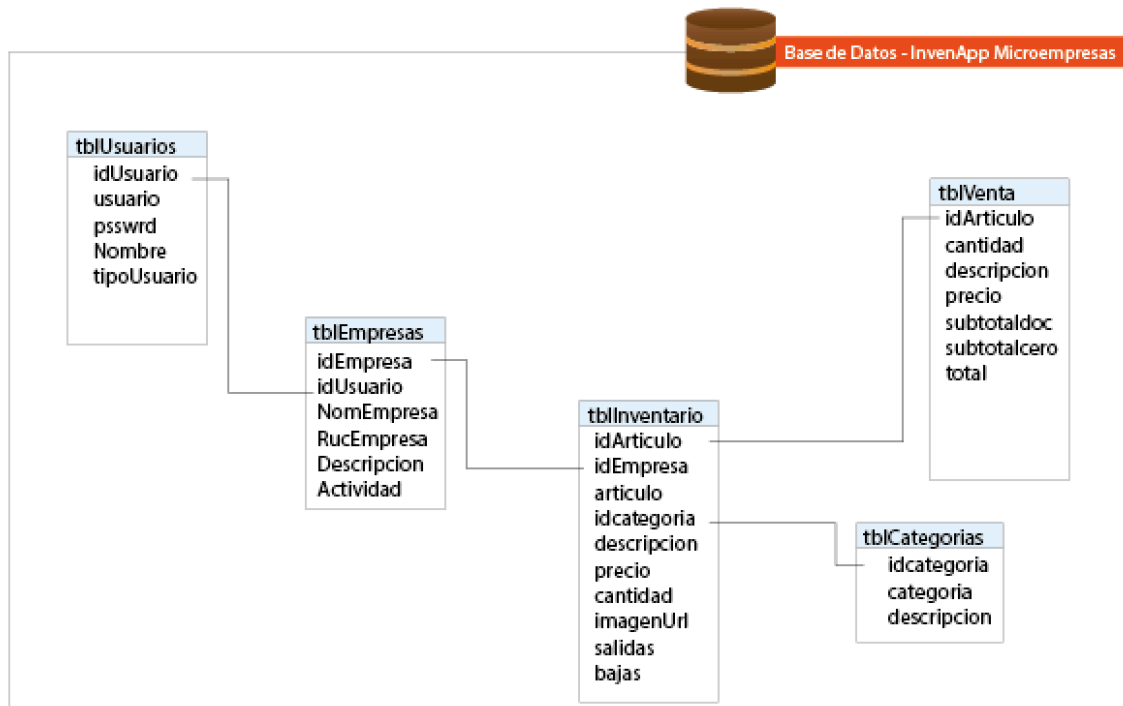 Base de Datos - InvenApp Microempresas
tblUsuarios
idUsuario
usuario
psswrd
Nombre
tipoUsuario
tblEmpresas
idEmpresa
idUsuario
NomEmpresa
RucEmpresa
Descripcion
Actividad
tblInventario
idArticulo
idEmpresa
articulo
idcategoria
descripcion
precio
cantidad
imagenUrl
salidas
bajas
tblVenta
idArticulo
cantidad
descripcion
precio
subtotaldoc
subtotalcero
total
tblCategorias
idcategoria
categoria
descripcion